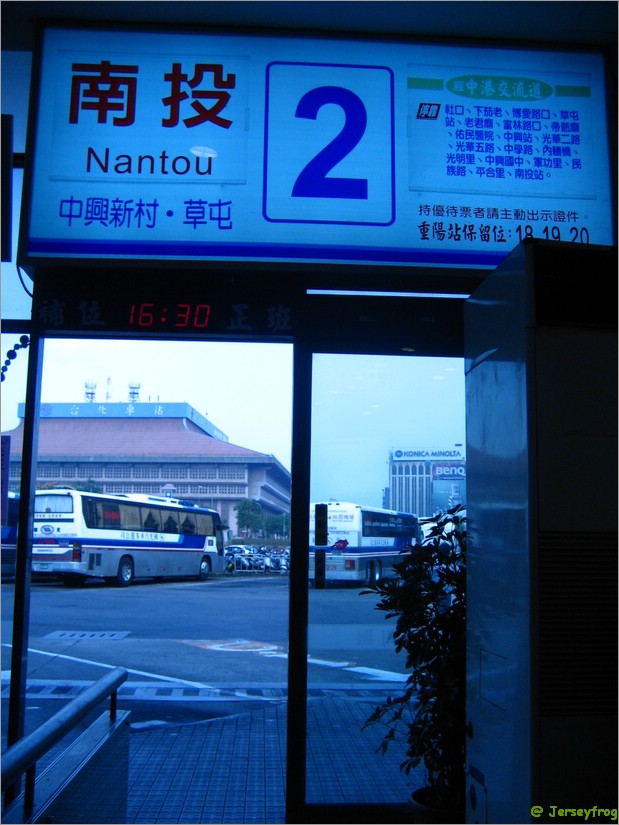 南投
Nantou
中興新村・草屯
2
經中港交流道
停靠
社口、下茄老、博愛路口、草屯
站、老君廟、富林路口、帝爺廟
、佑民醫院、中興站、光華二路
、光華五路、中學路、內轆橋、
光明里、中興國中、軍功里、民
族路、平合里、南投站。
持優待票者請主動出示證件。
重陽站保留位:18.19.20
補位 16:30 正班
台北車站
KONICA MINOLTA
BENQ
@ Jerseyfrog